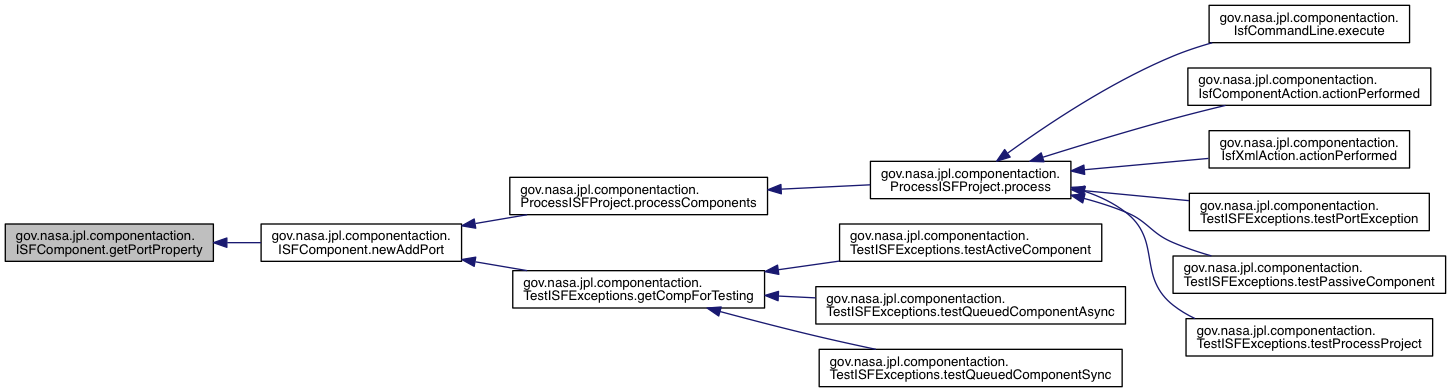 gov.nasa.jpl.componentaction.
ISFComponent.getPortProperty
gov.nasa.jpl.componentaction.
ISFComponent.newAddPort
gov.nasa.jpl.componentaction.
ProcessISFProject.processComponents
gov.nasa.jpl.componentaction.
TestISFExceptions.getCompForTesting
gov.nasa.jpl.componentaction.
ProcessISFProject.process
gov.nasa.jpl.componentaction.
TestISFExceptions.testActiveComponent
gov.nasa.jpl.componentaction.
TestISFExceptions.testQueuedComponentAsync
gov.nasa.jpl.componentaction.
TestISFExceptions.testQueuedComponentSync
gov.nasa.jpl.componentaction.
IsfCommandLine.execute
gov.nasa.jpl.componentaction.
IsfComponentAction.actionPerformed
gov.nasa.jpl.componentaction.
IsfXmlAction.actionPerformed
gov.nasa.jpl.componentaction.
TestISFExceptions.testPortException
gov.nasa.jpl.componentaction.
TestISFExceptions.testPassiveComponent
gov.nasa.jpl.componentaction.
TestISFExceptions.testProcessProject